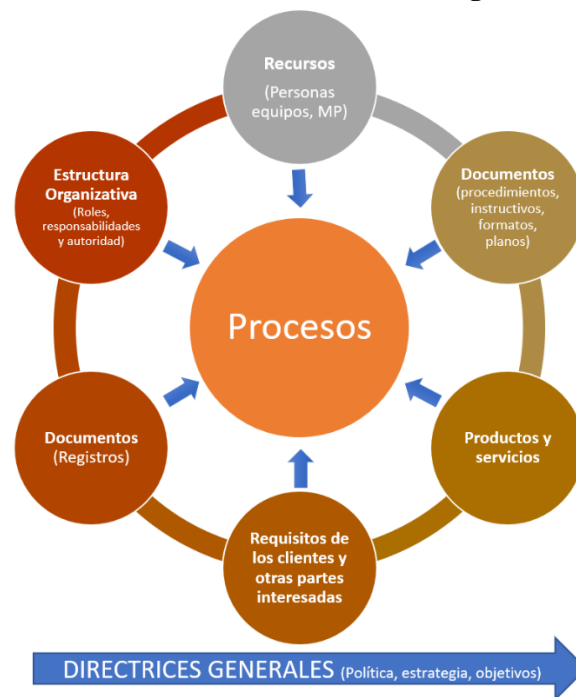 Recursos
(Personas
equipos, MP)
Estructura
Organizativa
(Roles,
responsabilidades
y autoridad)
Documentos
(procedimientos,
instructivos,
formatos,
planos)
Procesos
Documentos
(Registros)
Productos y
servicios
Requisitos de
los clientes y
otras partes
interesadas
DIRECTRICES GENERALES (Política, estrategia, objetivos)